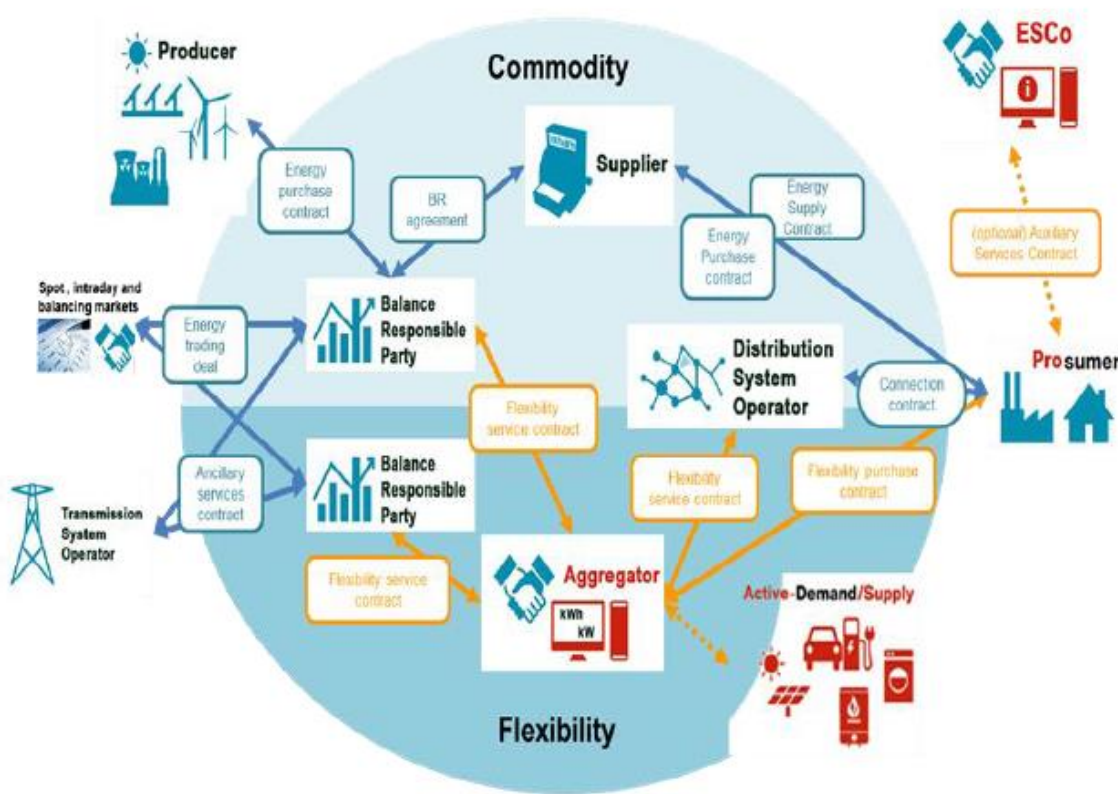 Producer
Commodity
ESCo
Energy
purchase
contract
BR
agreement
Supplier
Energy
Supply
Contract
Energy
Purchase
contract
(optional) Auxiliary
Services Contract
Spot, intraday and
balancing markets
Energy
trading
deal
Balance
Responsible
Party
Distribution
System
Operator
Connection
contract
Prosumer
Flexibility
service contract
Ancillary
services
contract
Balance
Responsible
Party
Flexibility
service contract
Flexibility purchase
contract
Transmission
System
Operator
Flexibility service
contract
Aggregator
kWh
kW
Active-Demand/Supply
Flexibility